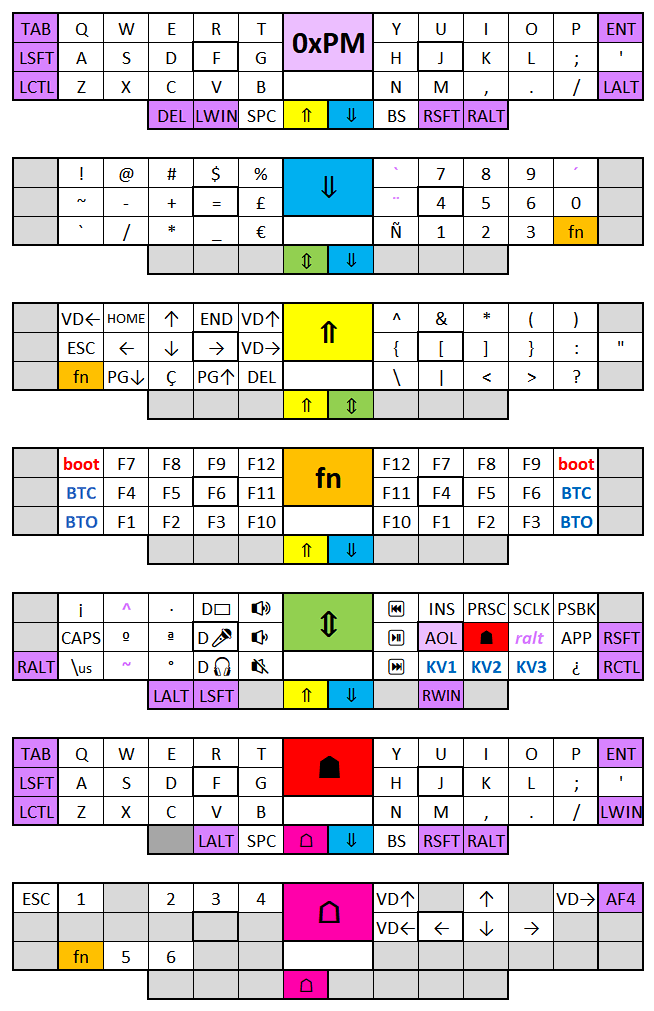 TAB Q W E R T 0xPM Y U I O P ENT
LSFT A S D F G H J K L ; '
LCTL Z X C V B N M , . / LALT
DEL LWIN SPC ⇑ ⇓ BS RSFT RALT
! @ # $ % ⇓ ` 7 8 9 ´
~ - + = £ ¨ 4 5 6 0
` / * _ € Ñ 1 2 3 fn
⇕ ⇓
VD← HOME ↑ END VD↑ ⇑ ^ & * ( )
ESC ← ↓ → VD→ { [ ] } : "
fn PG↓ Ç PG↑ DEL \ | < > ?
⇑ ⇕
boot F7 F8 F9 F12 fn F12 F7 F8 F9 boot
BTC F4 F5 F6 F11 F11 F4 F5 F6 BTC
BTO F1 F2 F3 F10 F10 F1 F2 F3 BTO
⇑ ⇓
¡ ^ · D ⇕ INS PRSC SCLK PSBK
CAPS º ª D AOL ralt APP RSFT
RALT \us ~ ° D KV1 KV2 KV3 ¿ RCTL
LALT LSFT ⇑ ⇓ RWIN
TAB Q W E R T Y U I O P ENT
LSFT A S D F G H J K L ; '
LCTL Z X C V B N M , . / LWIN
LALT SPC ⇓ BS RSFT RALT
ESC 1 2 3 4 VD↑ ↑ VD→ AF4
VD← ← ↓ →
fn 5 6